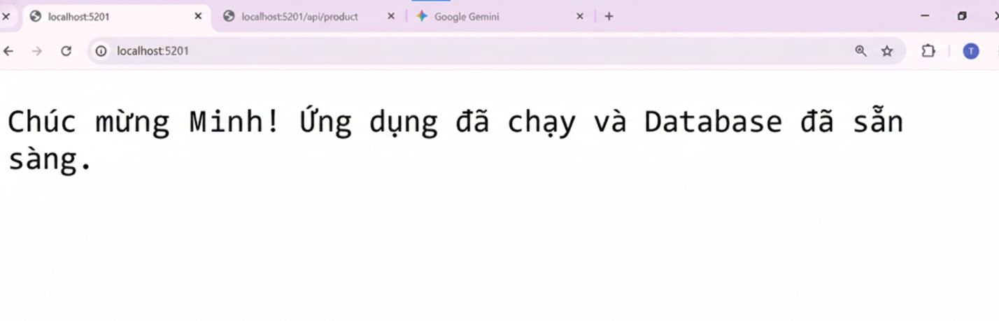 localhost:5201
localhost:5201/api/product
Google Gemini
localhost:5201
T
Chúc mừng Minh! Ứng dụng đã chạy và Database đã sẵn
sàng.